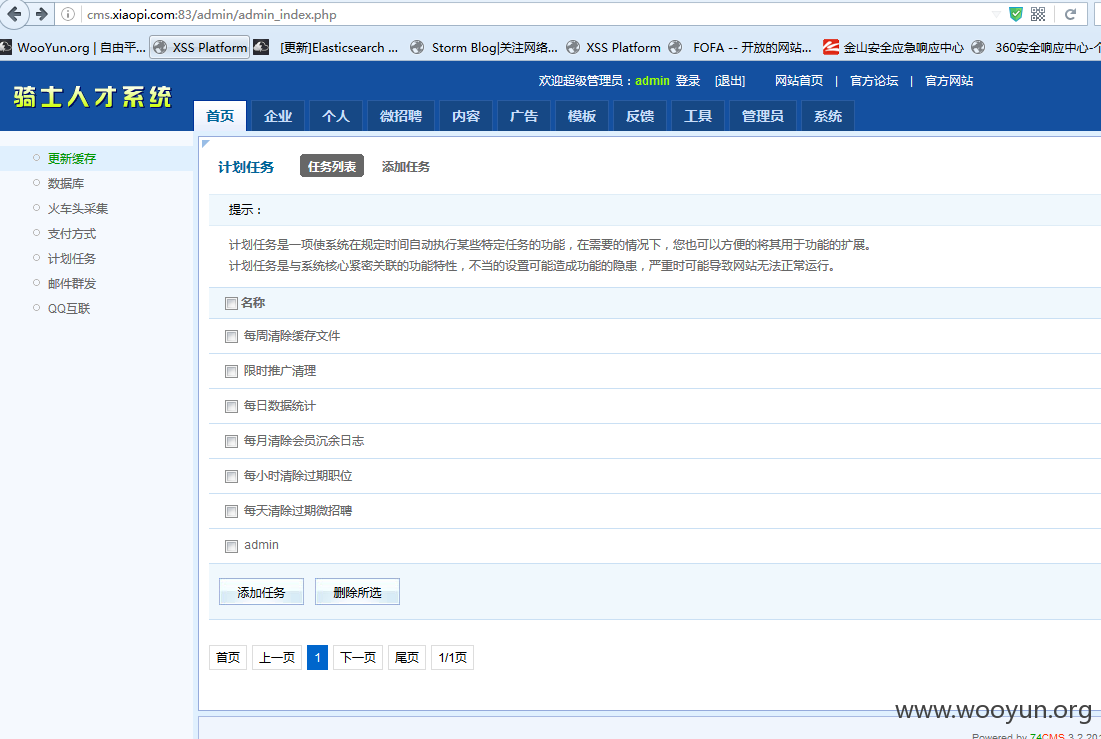 cms.xiaopi.com:83/admin/admin_index.php
WooYun.org | 自由平... XSS Platform [更新]Elasticsearch ... Storm Blog|关注网络... XSS Platform FOFA -- 开放的网站... 金山安全应急响应中心 360安全响应中心-个
骑士人才系统
欢迎超级管理员：admin 登录 [退出] 网站首页 | 官方论坛 | 官方网站
首页 企业 个人 微招聘 内容 广告 模板 反馈 工具 管理员 系统
更新缓存
数据库
火车头采集
支付方式
计划任务
邮件群发
QQ互联
计划任务 任务列表 添加任务
提示：
计划任务是一项使系统在规定时间自动执行某些特定任务的功能，在需要的情况下，您也可以方便的将其用于功能的扩展。
计划任务是与系统核心紧密关联的功能特性，不当的设置可能造成功能的隐患，严重时可能导致网站无法正常运行。
名称
每周清除缓存文件
限时推广清理
每日数据统计
每月清除会员沉余日志
每小时清除过期职位
每天清除过期微招聘
admin
添加任务 删除所选
首页 上一页 1 下一页 尾页 1/1页
www.wooyun.org
Powered by 74CMS 3.2.20